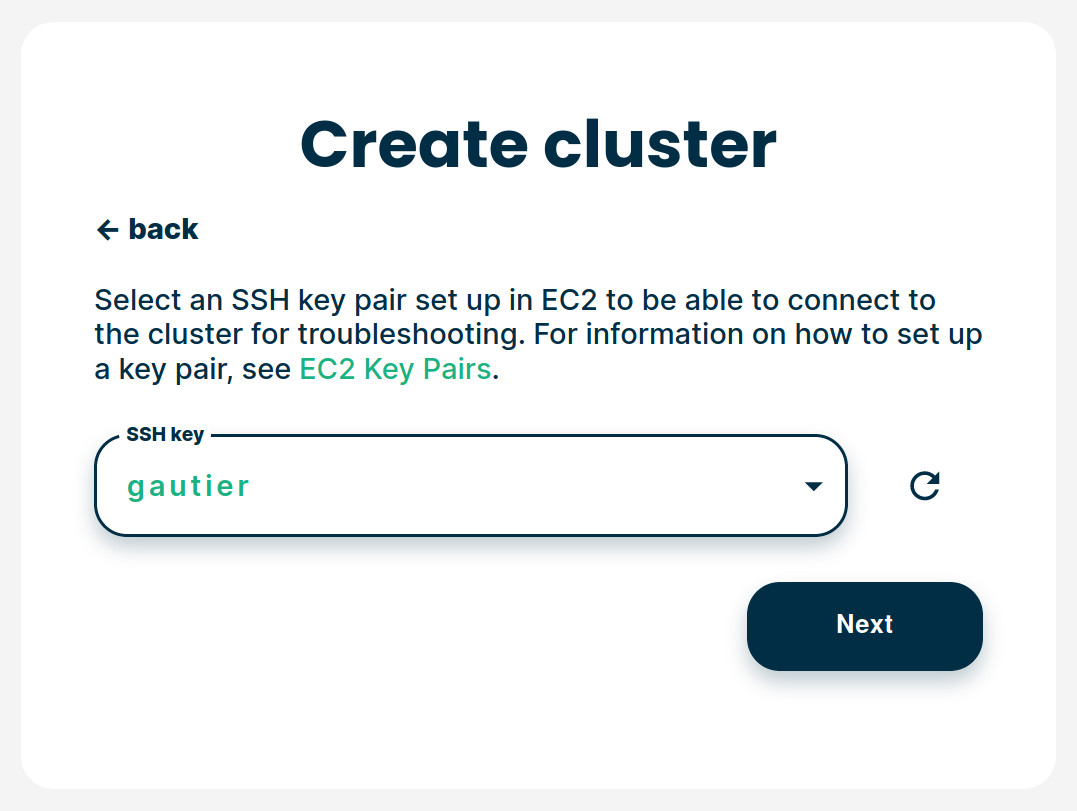 Create cluster
← back
Select an SSH key pair set up in EC2 to be able to connect to
the cluster for troubleshooting. For information on how to set up
a key pair, see EC2 Key Pairs.
SSH key
gautier
Next